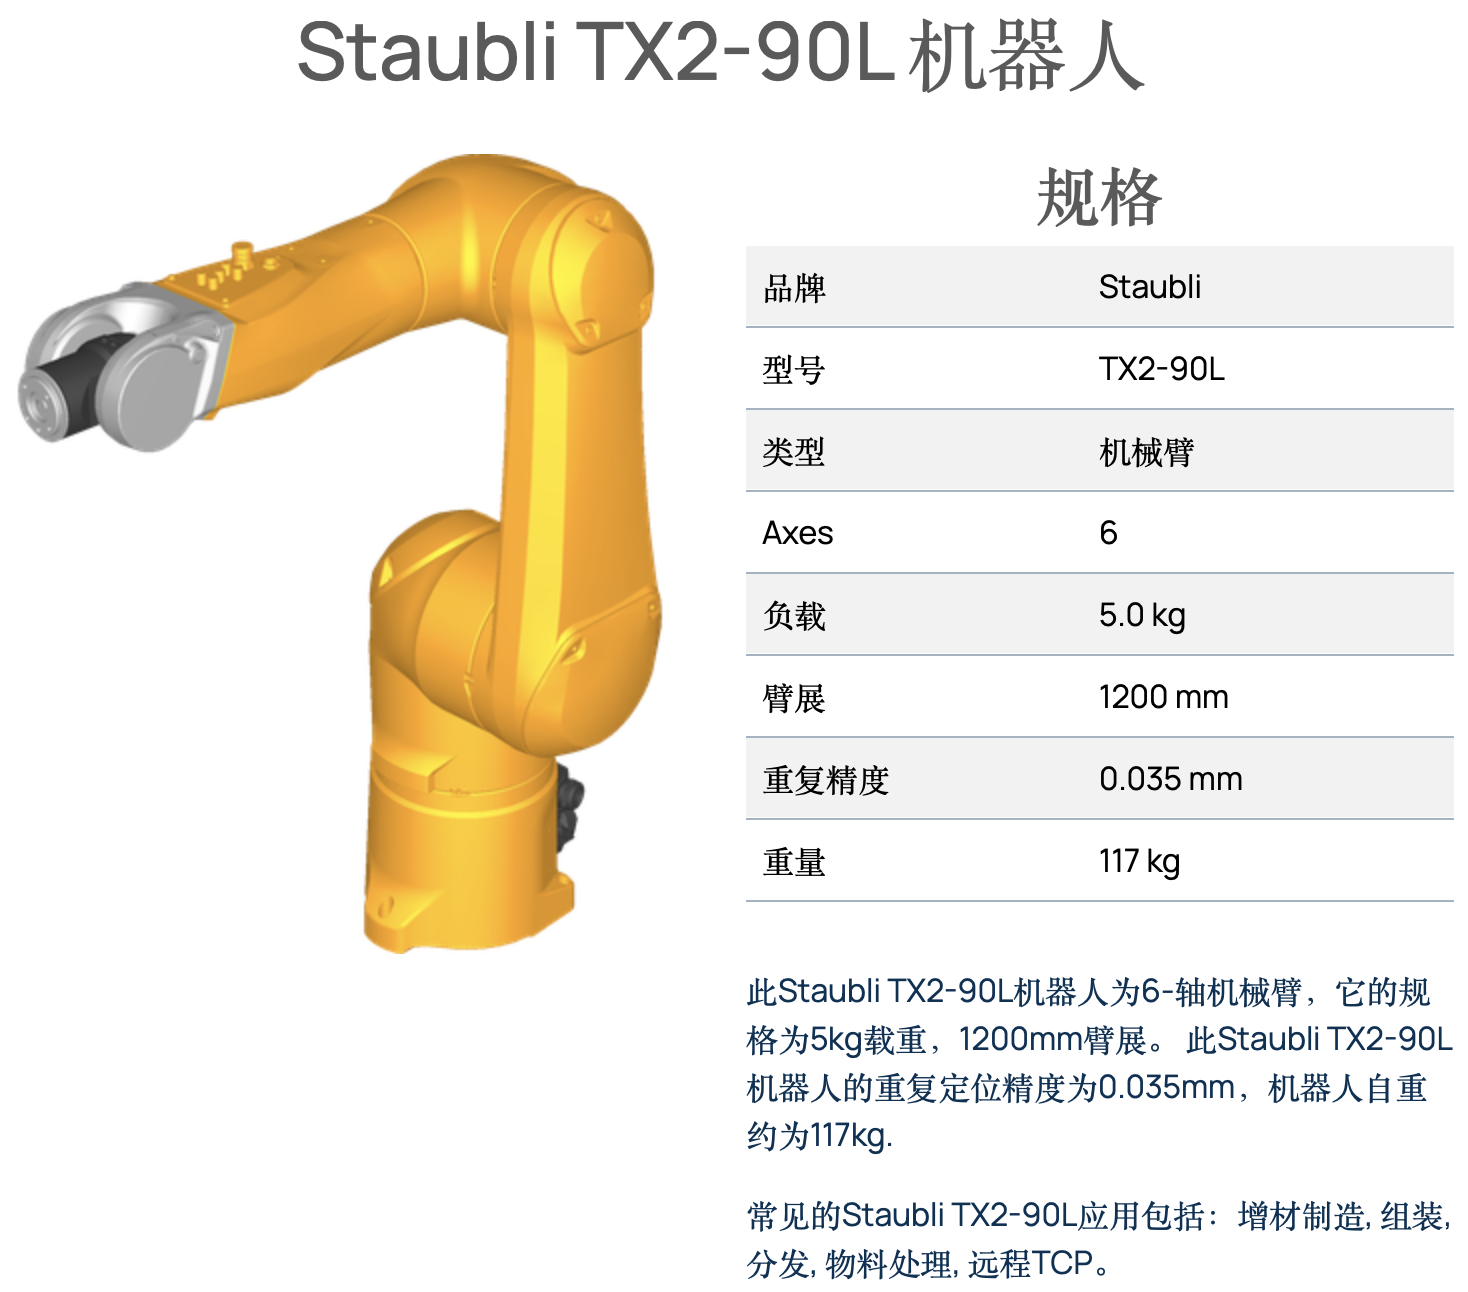 Staubli TX2-90L 机器人
规格
品牌 Staubli
型号 TX2-90L
类型 机械臂
Axes 6
负载 5.0 kg
臂展 1200 mm
重复精度 0.035 mm
重量 117 kg
此Staubli TX2-90L机器人为6-轴机械臂，它的规
格为5kg载重，1200mm臂展。 此Staubli TX2-90L
机器人的重复定位精度为0.035mm，机器人自重
约为117kg.
常见的Staubli TX2-90L应用包括：增材制造, 组装,
分发, 物料处理, 远程TCP。